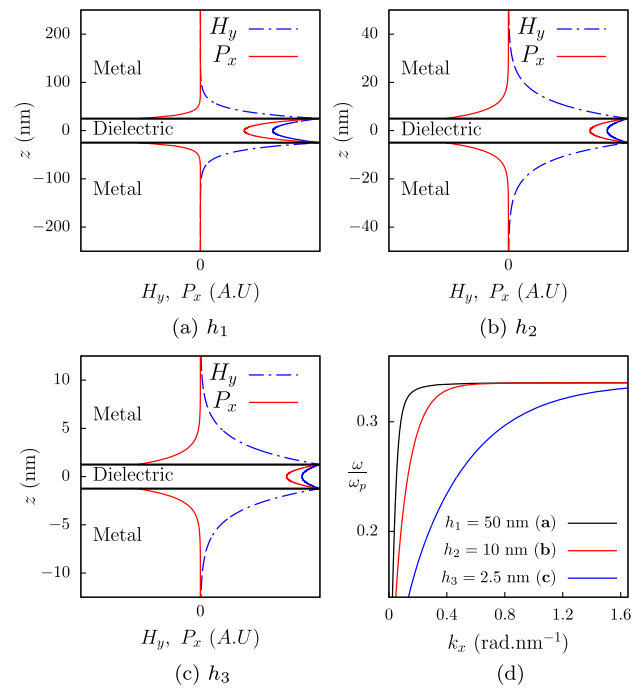 200
100
0
−100
−200
z (nm)
Metal
Dielectric
Metal
H_y
P_x
0
H_y, P_x (A.U)
(a) h_1
40
20
0
−20
−40
z (nm)
Metal
Dielectric
Metal
H_y
P_x
0
H_y, P_x (A.U)
(b) h_2
10
5
0
−5
−10
z (nm)
Metal
Dielectric
Metal
H_y
P_x
0
H_y, P_x (A.U)
(c) h_3
0.3
0.2
ω/ω_p
h_1 = 50 nm (a)
h_2 = 10 nm (b)
h_3 = 2.5 nm (c)
0 0.4 0.8 1.2 1.6
k_x (rad.nm⁻¹)
(d)